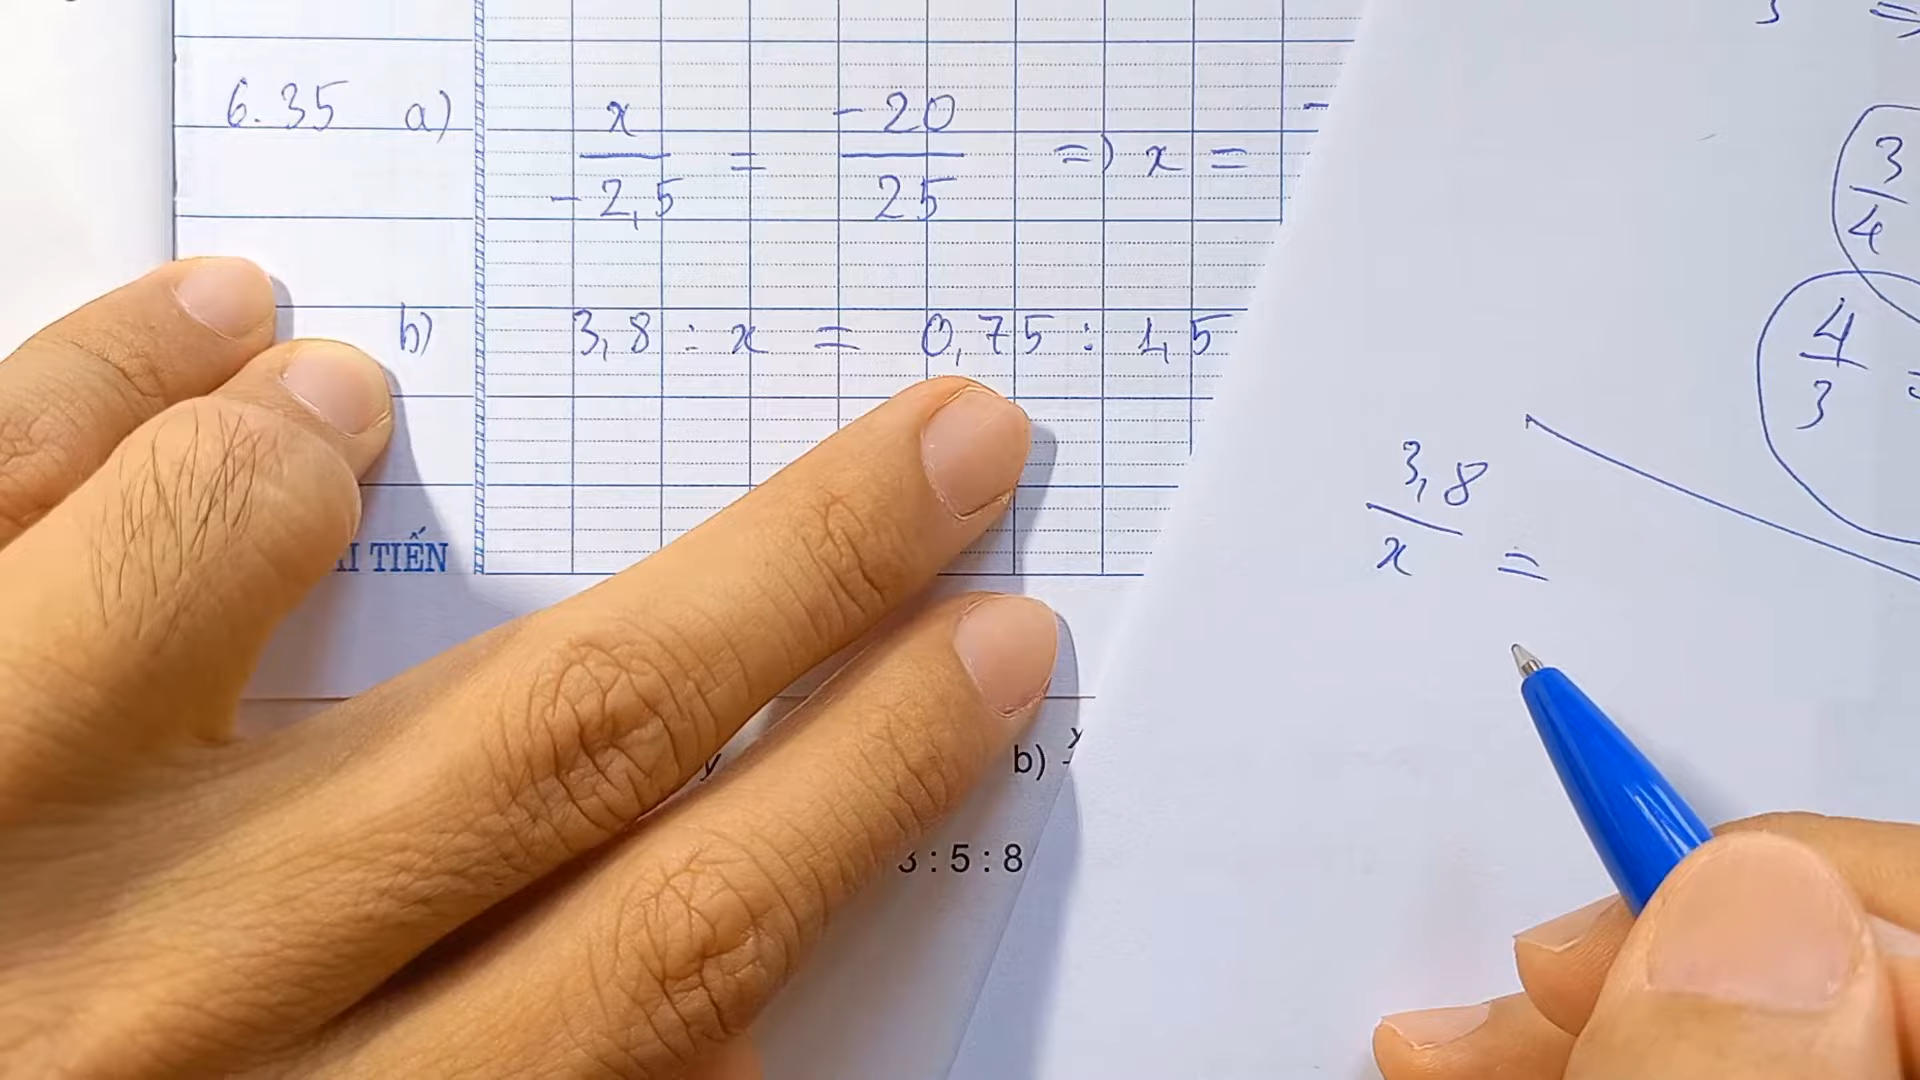 6.35 a) x/-2,5 = -20/25 => x = -
b) 3,8 : x = 0,75 : 1,5
3/4
4/3
3,8/x =
TIẾN
y b)
3 : 5 : 8